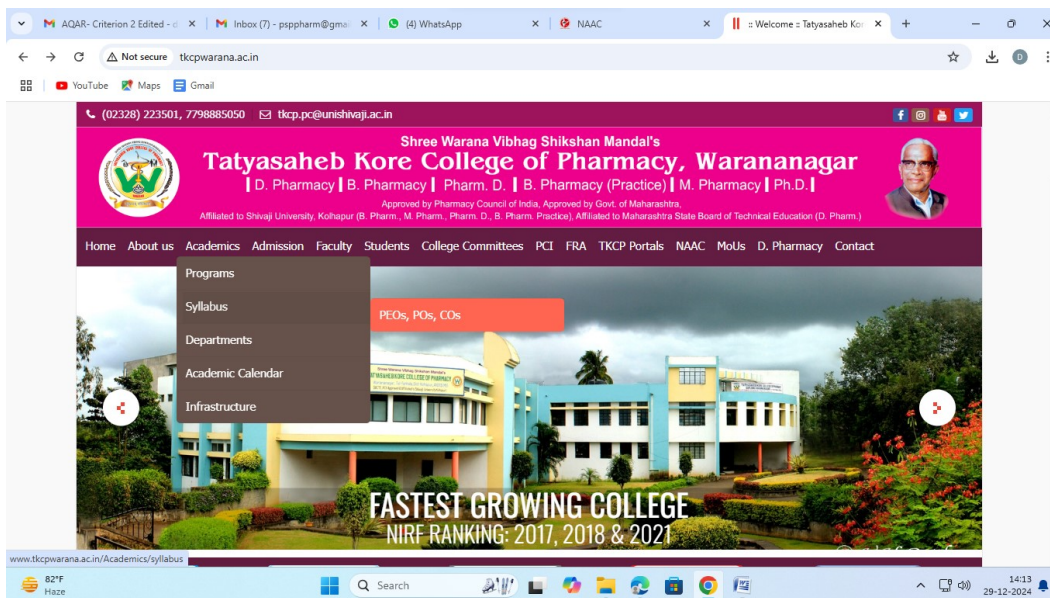 AQAR- Criterion 2 Edited - d
Inbox (7) - psppharm@gmai
(4) WhatsApp
NAAC
:: Welcome :: Tatyasaheb Kor
Not secure tkcpwarana.ac.in
D
YouTube Maps Gmail
(02328) 223501, 7798885050 tkcp.pc@unishivaji.ac.in
Shree Warana Vibhag Shikshan Mandal's
Tatyasaheb Kore College of Pharmacy, Warananagar
| D. Pharmacy | B. Pharmacy | Pharm. D. | B. Pharmacy (Practice) | M. Pharmacy | Ph.D. |
Approved by Pharmacy Council of India, Approved by Govt. of Maharashtra,
Affiliated to Shivaji University, Kolhapur (B. Pharm., M. Pharm., Pharm. D., B. Pharm. Practice), Affiliated to Maharashtra State Board of Technical Education (D. Pharm.)
Home About us Academics Admission Faculty Students College Committees PCI FRA TKCP Portals NAAC MoUs D. Pharmacy Contact
Programs
Syllabus
PEOs, POs, COs
Departments
Academic Calendar
Infrastructure
FASTEST GROWING COLLEGE
NIRF RANKING: 2017, 2018 & 2021
www.tkcpwarana.ac.in/Academics/syllabus
82°F
Haze
Search
14:13
29-12-2024